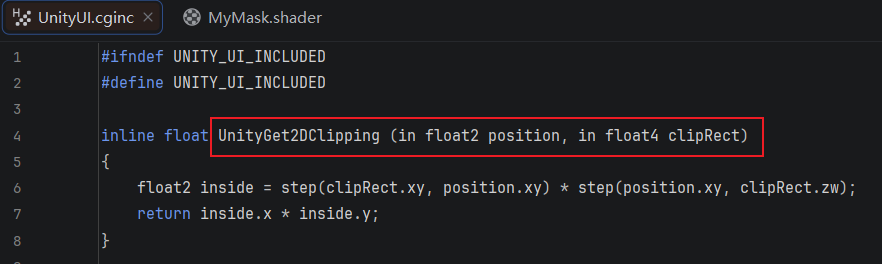 H UnityUI.cginc × MyMask.shader
1 #ifndef UNITY_UI_INCLUDED
2 #define UNITY_UI_INCLUDED
3
4 inline float UnityGet2DClipping (in float2 position, in float4 clipRect)
5 {
6 float2 inside = step(clipRect.xy, position.xy) * step(position.xy, clipRect.zw);
7 return inside.x * inside.y;
8 }